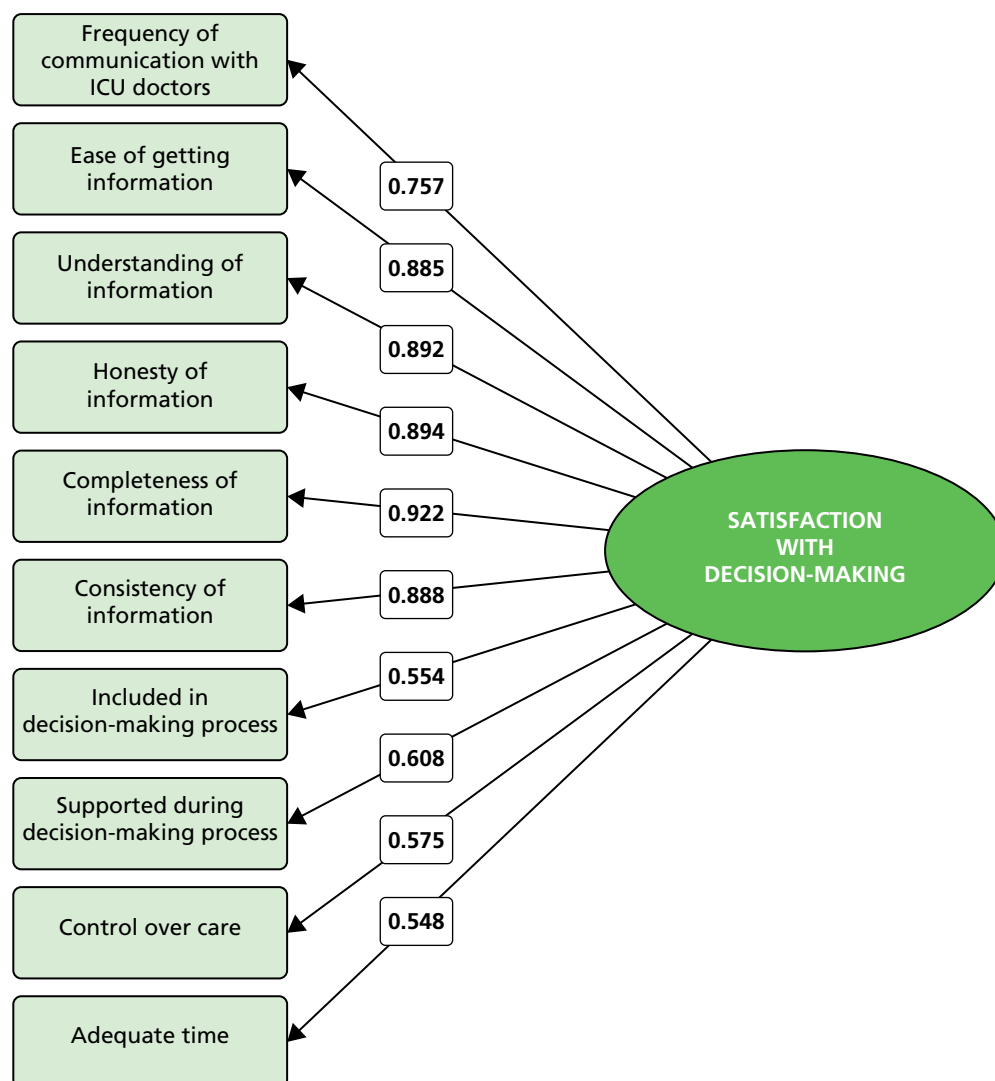 Frequency of
communication with
ICU doctors
0.757
Ease of getting
information
0.885
Understanding of
information
0.892
Honesty of
information
0.894
Completeness of
information
0.922
SATISFACTION
WITH
DECISION-MAKING
Consistency of
information
0.888
Included in
decision-making process
0.554
Supported during
decision-making process
0.608
Control over care
0.575
Adequate time
0.548